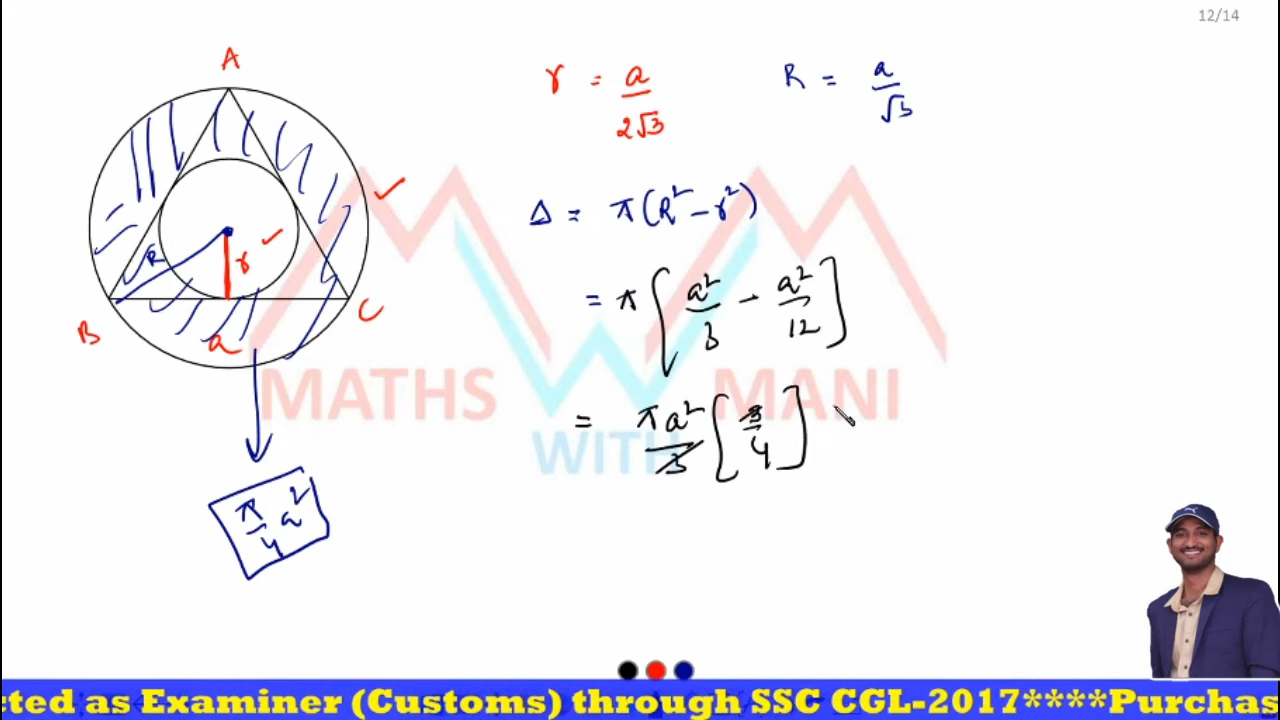 12/14
A
r = a/2√3
R = a/√3
Δ = π(R² - r²)
R
r
= π[a²/3 - a²/12]
B
a
C
MATHS
WITH
MANI
= πa²/3 [3/4]
π/4 a²
cted as Examiner (Customs) through SSC CGL-2017****Purchas